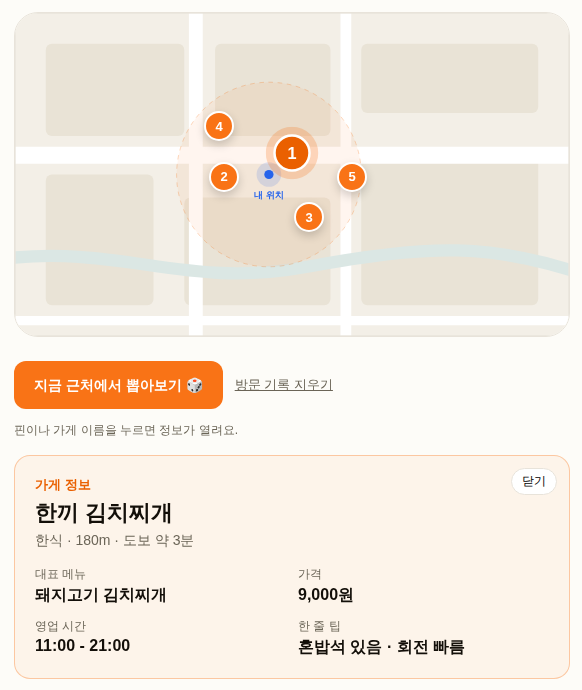 4
1
2
5
내 위치
3
지금 근처에서 뽑아보기 🎲 방문 기록 지우기
핀이나 가게 이름을 누르면 정보가 열려요.
가게 정보 닫기
한끼 김치찌개
한식 · 180m · 도보 약 3분
대표 메뉴 가격
돼지고기 김치찌개 9,000원
영업 시간 한 줄 팁
11:00 - 21:00 혼밥석 있음 · 회전 빠름